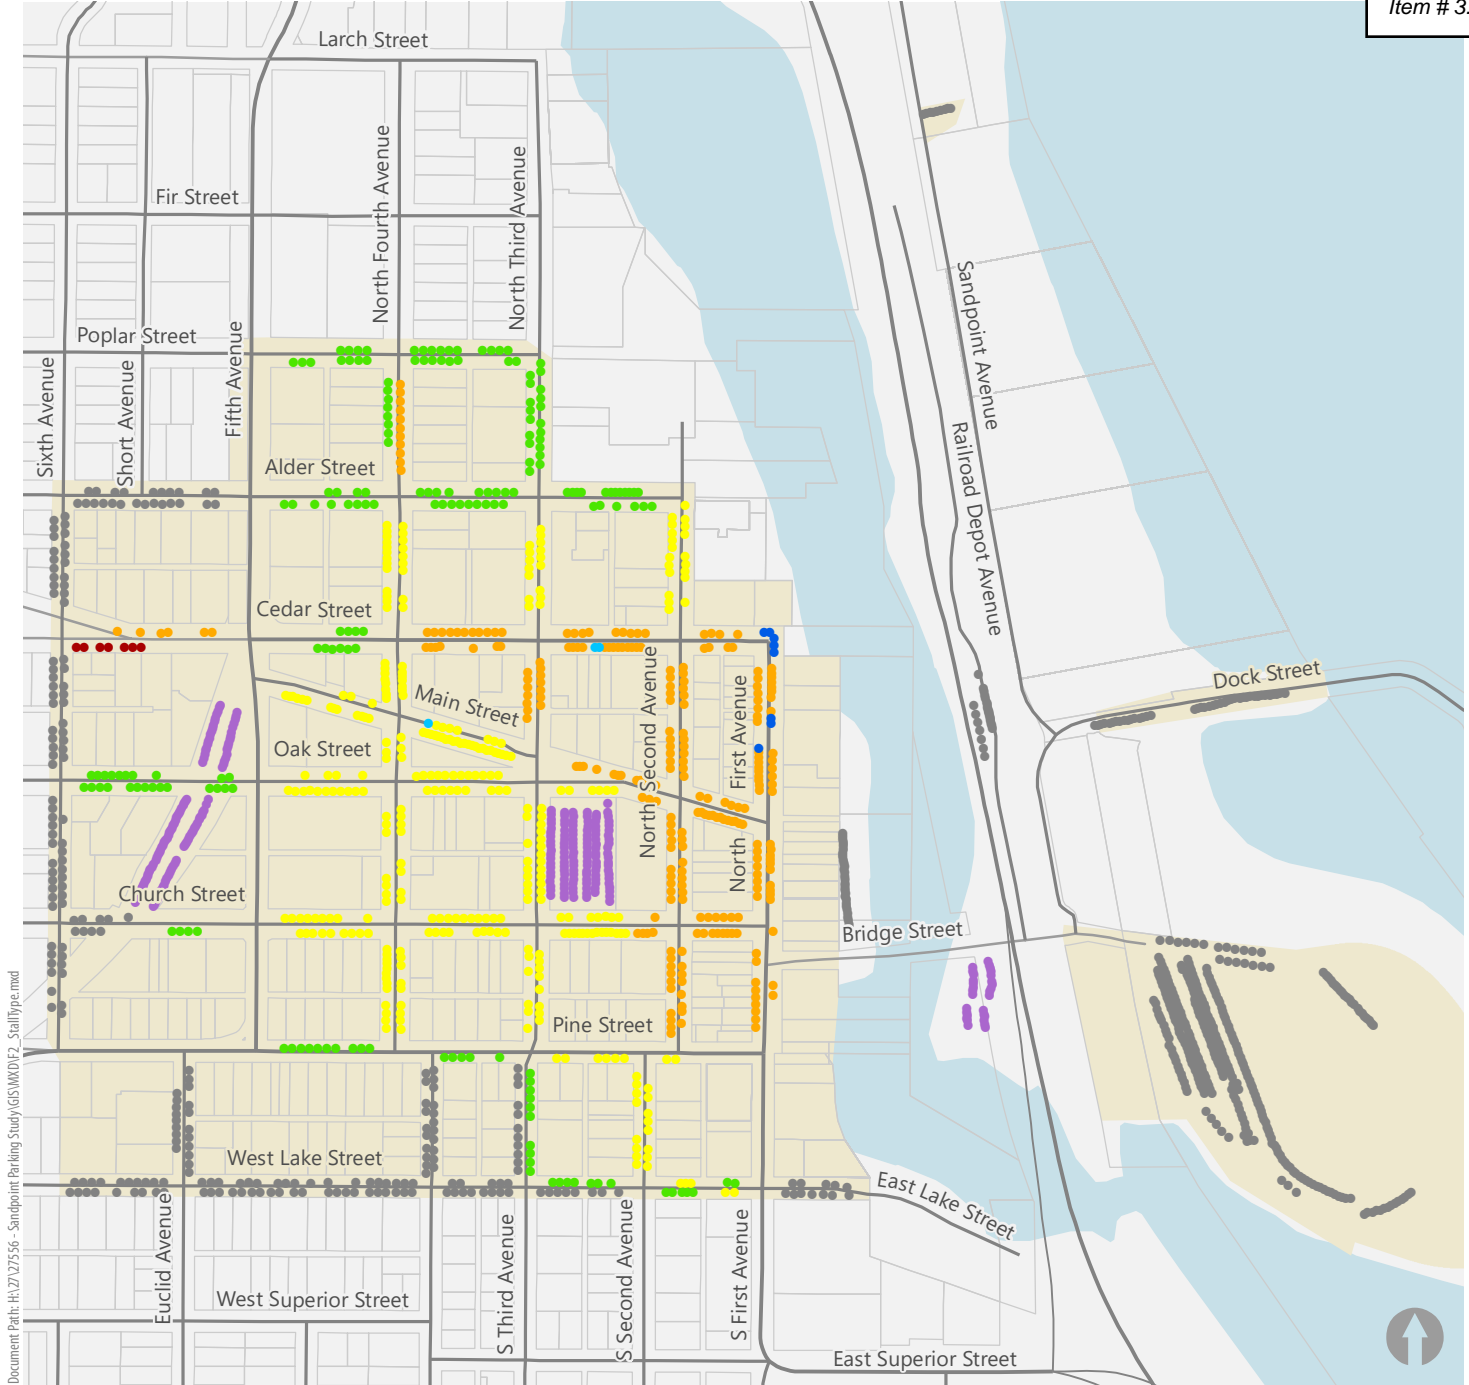 Item # 3.
Larch Street
Fir Street
North Fourth Avenue
North Third Avenue
Poplar Street
Fifth Avenue
Sixth Avenue
Short Avenue
Sandpoint Avenue
Railroad Depot Avenue
Alder Street
Cedar Street
Main Street
Oak Street
North Second Avenue
North First Avenue
Dock Street
Church Street
Bridge Street
Pine Street
West Lake Street
East Lake Street
Euclid Avenue
S Third Avenue
S Second Avenue
S First Avenue
West Superior Street
East Superior Street
Document Path: H:\27\27556 - Sandpoint Parking Study\GIS\MXD\F2_StallType.mxd